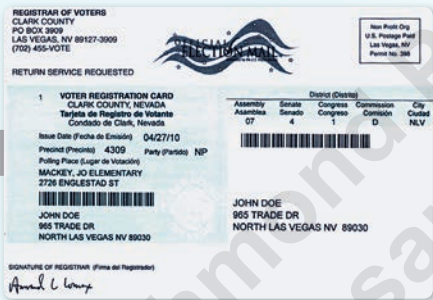 REGISTRAR OF VOTERS
CLARK COUNTY
PO BOX 3909
LAS VEGAS, NV 89127-3909
(702) 455-VOTE
RETURN SERVICE REQUESTED
OFFICIAL
ELECTION MAIL
Non Profit Org
U.S. Postage Paid
Las Vegas, NV
Permit No. 398
1 VOTER REGISTRATION CARD
CLARK COUNTY, NEVADA
Tarjeta de Registro de Votante
Condado de Clark, Nevada
Issue Date (Fecha de Emisión) 04/27/10
Precinct (Precinto) 4309 Party (Partido) NP
Polling Place (Lugar de Votación)
MACKEY, JO ELEMENTARY
2726 ENGLESTAD ST
JOHN DOE
965 TRADE DR
NORTH LAS VEGAS NV 89030
SIGNATURE OF REGISTRAR (Firma del Registrador)
District (Distrito)
Assembly Senate Congress Commission City
Asamblea Senado Congreso Comisión Ciudad
07 4 1 D NLV
JOHN DOE
965 TRADE DR
NORTH LAS VEGAS NV 89030